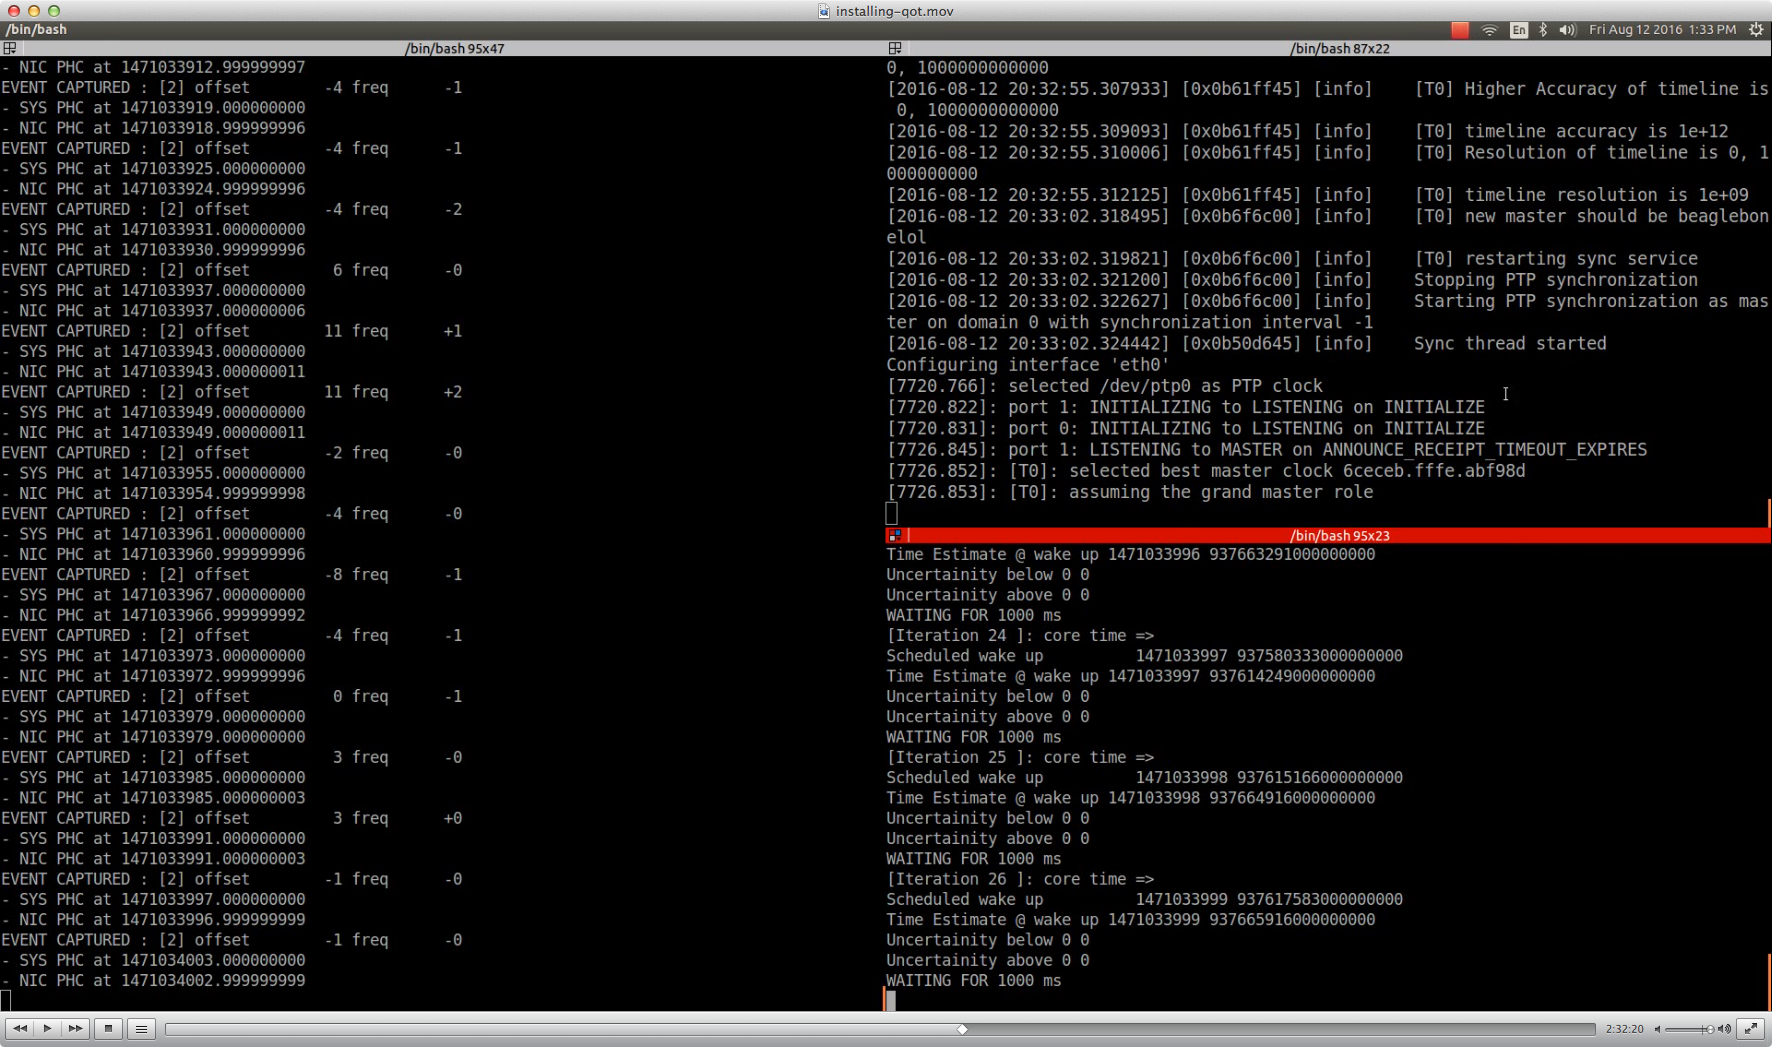 installing-qot.mov
/bin/bash
En
Fri Aug 12 2016 1:33 PM
/bin/bash 95x47
- NIC PHC at 1471033912.999999997
EVENT CAPTURED : [2] offset -4 freq -1
- SYS PHC at 1471033919.000000000
- NIC PHC at 1471033918.999999996
EVENT CAPTURED : [2] offset -4 freq -1
- SYS PHC at 1471033925.000000000
- NIC PHC at 1471033924.999999996
EVENT CAPTURED : [2] offset -4 freq -2
- SYS PHC at 1471033931.000000000
- NIC PHC at 1471033930.999999996
EVENT CAPTURED : [2] offset 6 freq -0
- SYS PHC at 1471033937.000000000
- NIC PHC at 1471033937.000000006
EVENT CAPTURED : [2] offset 11 freq +1
- SYS PHC at 1471033943.000000000
- NIC PHC at 1471033943.000000011
EVENT CAPTURED : [2] offset 11 freq +2
- SYS PHC at 1471033949.000000000
- NIC PHC at 1471033949.000000011
EVENT CAPTURED : [2] offset -2 freq -0
- SYS PHC at 1471033955.000000000
- NIC PHC at 1471033954.999999998
EVENT CAPTURED : [2] offset -4 freq -0
- SYS PHC at 1471033961.000000000
- NIC PHC at 1471033960.999999996
EVENT CAPTURED : [2] offset -8 freq -1
- SYS PHC at 1471033967.000000000
- NIC PHC at 1471033966.999999992
EVENT CAPTURED : [2] offset -4 freq -1
- SYS PHC at 1471033973.000000000
- NIC PHC at 1471033972.999999996
EVENT CAPTURED : [2] offset 0 freq -1
- SYS PHC at 1471033979.000000000
- NIC PHC at 1471033979.000000000
EVENT CAPTURED : [2] offset 3 freq -0
- SYS PHC at 1471033985.000000000
- NIC PHC at 1471033985.000000003
EVENT CAPTURED : [2] offset 3 freq +0
- SYS PHC at 1471033991.000000000
- NIC PHC at 1471033991.000000003
EVENT CAPTURED : [2] offset -1 freq -0
- SYS PHC at 1471033997.000000000
- NIC PHC at 1471033996.999999999
EVENT CAPTURED : [2] offset -1 freq -0
- SYS PHC at 1471034003.000000000
- NIC PHC at 1471034002.999999999
/bin/bash 87x22
0, 1000000000000
[2016-08-12 20:32:55.307933] [0x0b61ff45] [info] [T0] Higher Accuracy of timeline is
0, 1000000000000
[2016-08-12 20:32:55.309093] [0x0b61ff45] [info] [T0] timeline accuracy is 1e+12
[2016-08-12 20:32:55.310006] [0x0b61ff45] [info] [T0] Resolution of timeline is 0, 1
000000000
[2016-08-12 20:32:55.312125] [0x0b61ff45] [info] [T0] timeline resolution is 1e+09
[2016-08-12 20:33:02.318495] [0x0b6f6c00] [info] [T0] new master should be beaglebon
elol
[2016-08-12 20:33:02.319821] [0x0b6f6c00] [info] [T0] restarting sync service
[2016-08-12 20:33:02.321200] [0x0b6f6c00] [info] Stopping PTP synchronization
[2016-08-12 20:33:02.322627] [0x0b6f6c00] [info] Starting PTP synchronization as mas
ter on domain 0 with synchronization interval -1
[2016-08-12 20:33:02.324442] [0x0b50d645] [info] Sync thread started
Configuring interface 'eth0'
[7720.766]: selected /dev/ptp0 as PTP clock
[7720.822]: port 1: INITIALIZING to LISTENING on INITIALIZE
[7720.831]: port 0: INITIALIZING to LISTENING on INITIALIZE
[7726.845]: port 1: LISTENING to MASTER on ANNOUNCE_RECEIPT_TIMEOUT_EXPIRES
[7726.852]: [T0]: selected best master clock 6ceceb.fffe.abf98d
[7726.853]: [T0]: assuming the grand master role
/bin/bash 95x23
Time Estimate @ wake up 1471033996 937663291000000000
Uncertainity below 0 0
Uncertainity above 0 0
WAITING FOR 1000 ms
[Iteration 24 ]: core time =>
Scheduled wake up 1471033997 937580333000000000
Time Estimate @ wake up 1471033997 937614249000000000
Uncertainity below 0 0
Uncertainity above 0 0
WAITING FOR 1000 ms
[Iteration 25 ]: core time =>
Scheduled wake up 1471033998 937615166000000000
Time Estimate @ wake up 1471033998 937664916000000000
Uncertainity below 0 0
Uncertainity above 0 0
WAITING FOR 1000 ms
[Iteration 26 ]: core time =>
Scheduled wake up 1471033999 937617583000000000
Time Estimate @ wake up 1471033999 937665916000000000
Uncertainity below 0 0
Uncertainity above 0 0
WAITING FOR 1000 ms
2:32:20